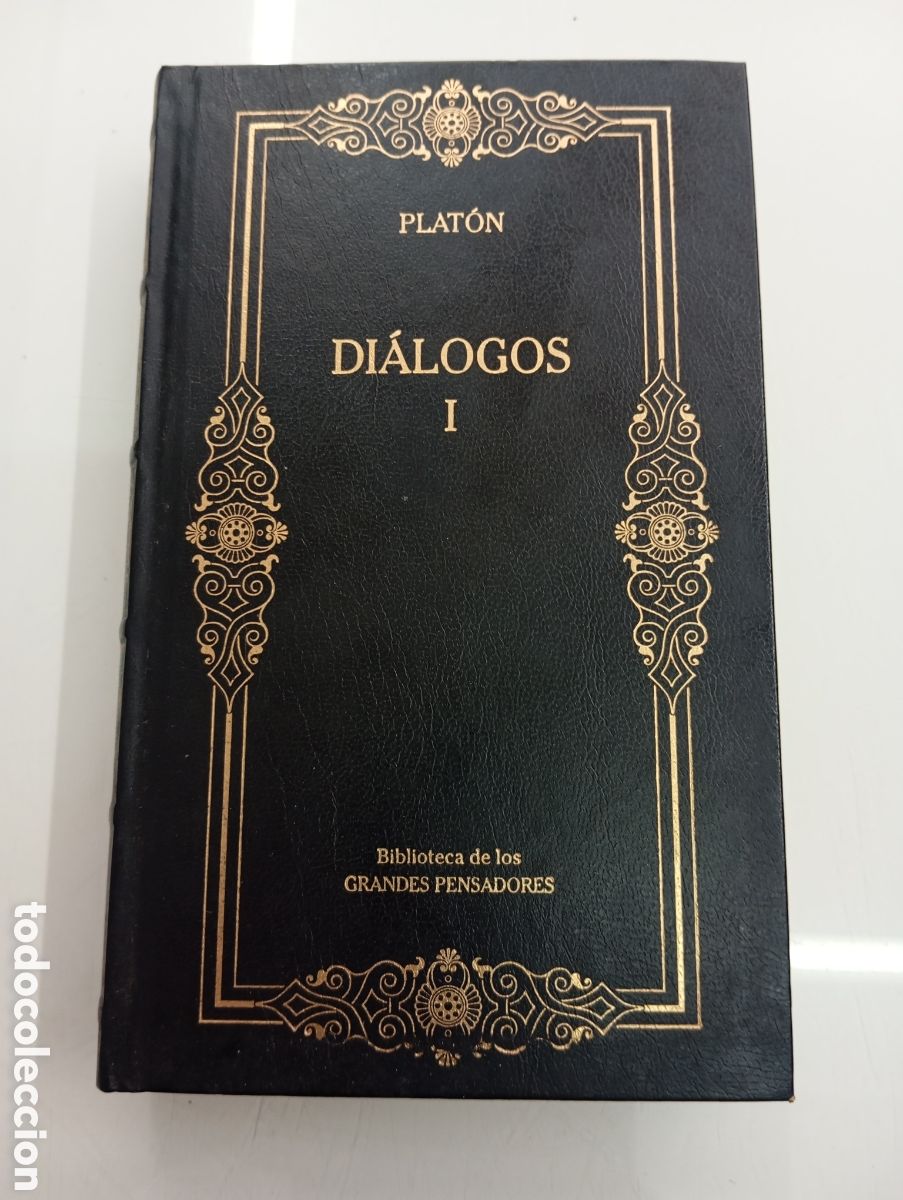 PLATÓN
DIÁLOGOS
I
Biblioteca de los
GRANDES PENSADORES
todocoleccion